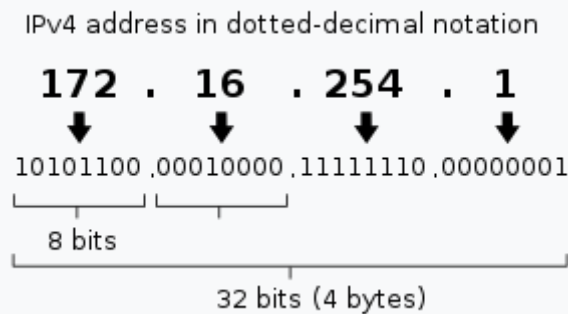 IPv4 address in dotted-decimal notation
172 . 16 . 254 . 1
10101100 .00010000 .11111110 .00000001
8 bits
32 bits (4 bytes)